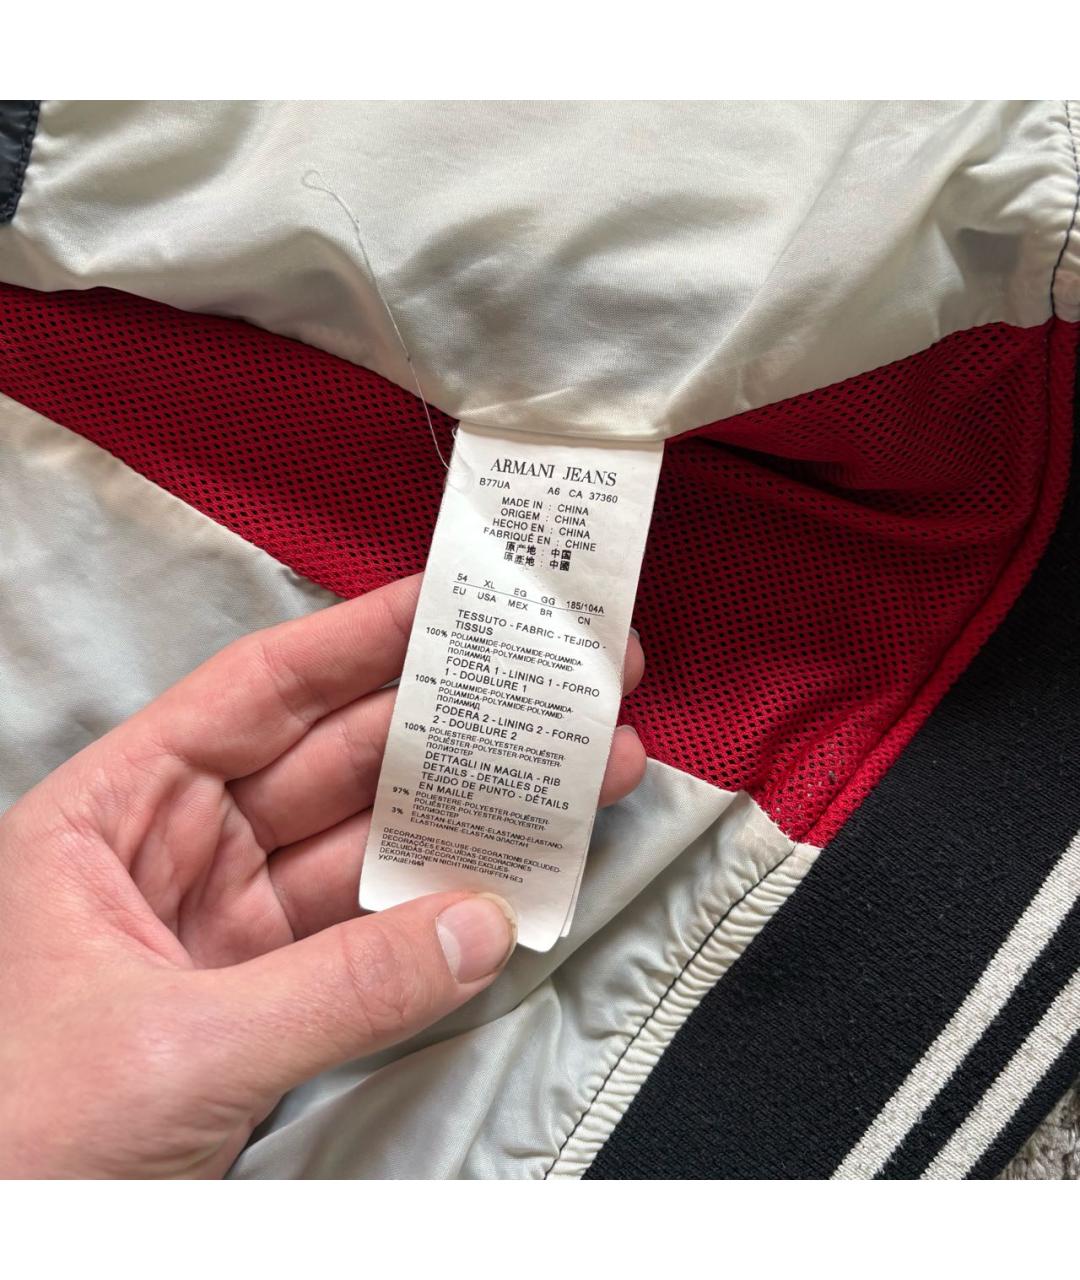 ARMANI JEANS
B77UA A6 CA 37360
MADE IN : CHINA
ORIGEM : CHINA
HECHO EN : CHINA
FABRIQUÉ EN : CHINE
原产地 : 中国
原產地 : 中國
54 XL EG GG 185/104A
EU USA MEX BR CN
TESSUTO - FABRIC - TEJIDO -
TISSUS
100% POLIAMMIDE-POLYAMIDE-POLIAMIDA-
POLIAMIDA-POLYAMIDE-POLYAMID-
ПОЛИАМИД
FODERA 1 - LINING 1 - FORRO
1 - DOUBLURE 1
100% POLIAMMIDE-POLYAMIDE-POLIAMIDA-
POLIAMIDA-POLYAMIDE-POLYAMID-
ПОЛИАМИД
FODERA 2 - LINING 2 - FORRO
2 - DOUBLURE 2
100% POLIESTERE-POLYESTER-POLIÉSTER-
POLIÉSTER-POLYESTER-POLYESTER-
ПОЛИЭСТЕР
DETTAGLI IN MAGLIA - RIB
DETAILS - DETALLES DE
TEJIDO DE PUNTO - DÉTAILS
EN MAILLE
97% POLIESTERE-POLYESTER-POLIÉSTER-
POLIÉSTER-POLYESTER-POLYESTER-
ПОЛИЭСТЕР
3% ELASTAN-ELASTANE-ELASTANO-ELASTANO-
ELASTHANNE-ELASTAN-ЭЛАСТАН
DECORAZIONI ESCLUSE-DECORATIONS EXCLUDED-
DECORAÇÕES EXCLUÍDAS-DECORACIONES
EXCLUIDAS-DÉCORATIONS EXCLUES-
DEKORATIONEN NICHT INBEGRIFFEN-БЕЗ
УКРАШЕНИЙ